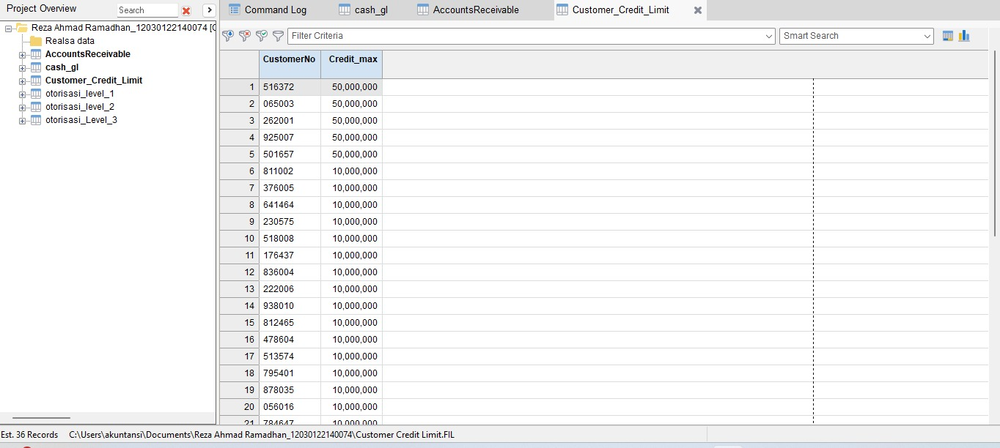 Project Overview
Search
Reza Ahmad Ramadhan_12030122140074 [
Realsa data
AccountsReceivable
cash_gl
Customer_Credit_Limit
otorisasi_level_1
otorisasi_level_2
otorisasi_Level_3
Command Log cash_gl AccountsReceivable Customer_Credit_Limit
Filter Criteria Smart Search
CustomerNo Credit_max
1 516372 50,000,000
2 065003 50,000,000
3 262001 50,000,000
4 925007 50,000,000
5 501657 50,000,000
6 811002 10,000,000
7 376005 10,000,000
8 641464 10,000,000
9 230575 10,000,000
10 518008 10,000,000
11 176437 10,000,000
12 836004 10,000,000
13 222006 10,000,000
14 938010 10,000,000
15 812465 10,000,000
16 478604 10,000,000
17 513574 10,000,000
18 795401 10,000,000
19 878035 10,000,000
20 056016 10,000,000
21 784647 10,000,000
Est. 36 Records C:\Users\akuntansi\Documents\Reza Ahmad Ramadhan_12030122140074\Customer Credit Limit.FIL